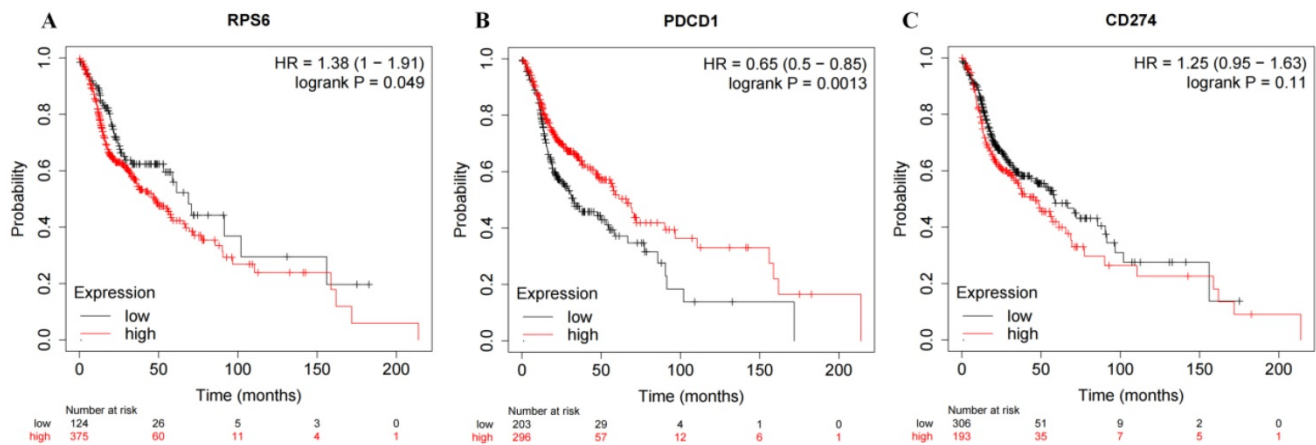 A
RPS6
HR = 1.38 (1 − 1.91)
logrank P = 0.049
Probability
1.0
0.8
0.6
0.4
0.2
0.0
Expression
low
high
0 50 100 150 200
Time (months)
Number at risk
low 124 26 5 3 0
high 375 60 11 4 1
B
PDCD1
HR = 0.65 (0.5 − 0.85)
logrank P = 0.0013
Probability
1.0
0.8
0.6
0.4
0.2
0.0
Expression
low
high
0 50 100 150 200
Time (months)
Number at risk
low 203 29 4 1 0
high 296 57 12 6 1
C
CD274
HR = 1.25 (0.95 − 1.63)
logrank P = 0.11
Probability
1.0
0.8
0.6
0.4
0.2
0.0
Expression
low
high
0 50 100 150 200
Time (months)
Number at risk
low 306 51 9 2 0
high 193 35 7 5 1